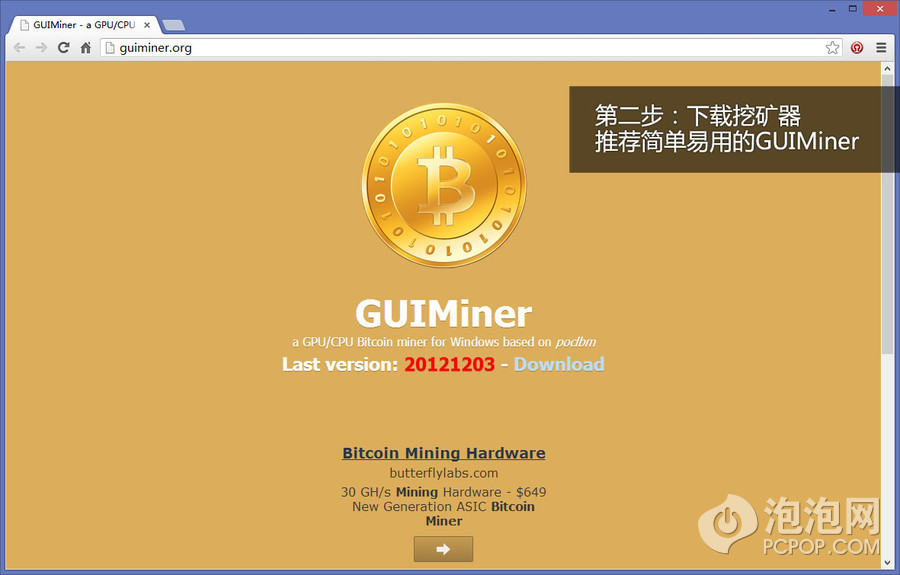 GUIMiner - a GPU/CPU
guiminer.org
第二步：下载挖矿器
推荐简单易用的GUIMiner
GUIMiner
a GPU/CPU Bitcoin miner for Windows based on poclbm
Last version: 20121203 - Download
Bitcoin Mining Hardware
butterflylabs.com
30 GH/s Mining Hardware - $649
New Generation ASIC Bitcoin
Miner
泡泡网
PCPOP.COM